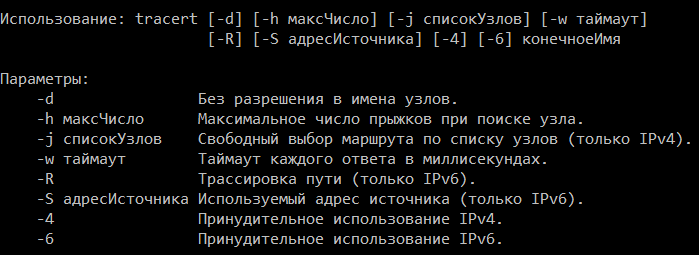 Использование: tracert [-d] [-h максЧисло] [-j списокУзлов] [-w таймаут]
[-R] [-S адресИсточника] [-4] [-6] конечноеИмя
Параметры:
-d Без разрешения в имена узлов.
-h максЧисло Максимальное число прыжков при поиске узла.
-j списокУзлов Свободный выбор маршрута по списку узлов (только IPv4).
-w таймаут Таймаут каждого ответа в миллисекундах.
-R Трассировка пути (только IPv6).
-S адресИсточника Используемый адрес источника (только IPv6).
-4 Принудительное использование IPv4.
-6 Принудительное использование IPv6.